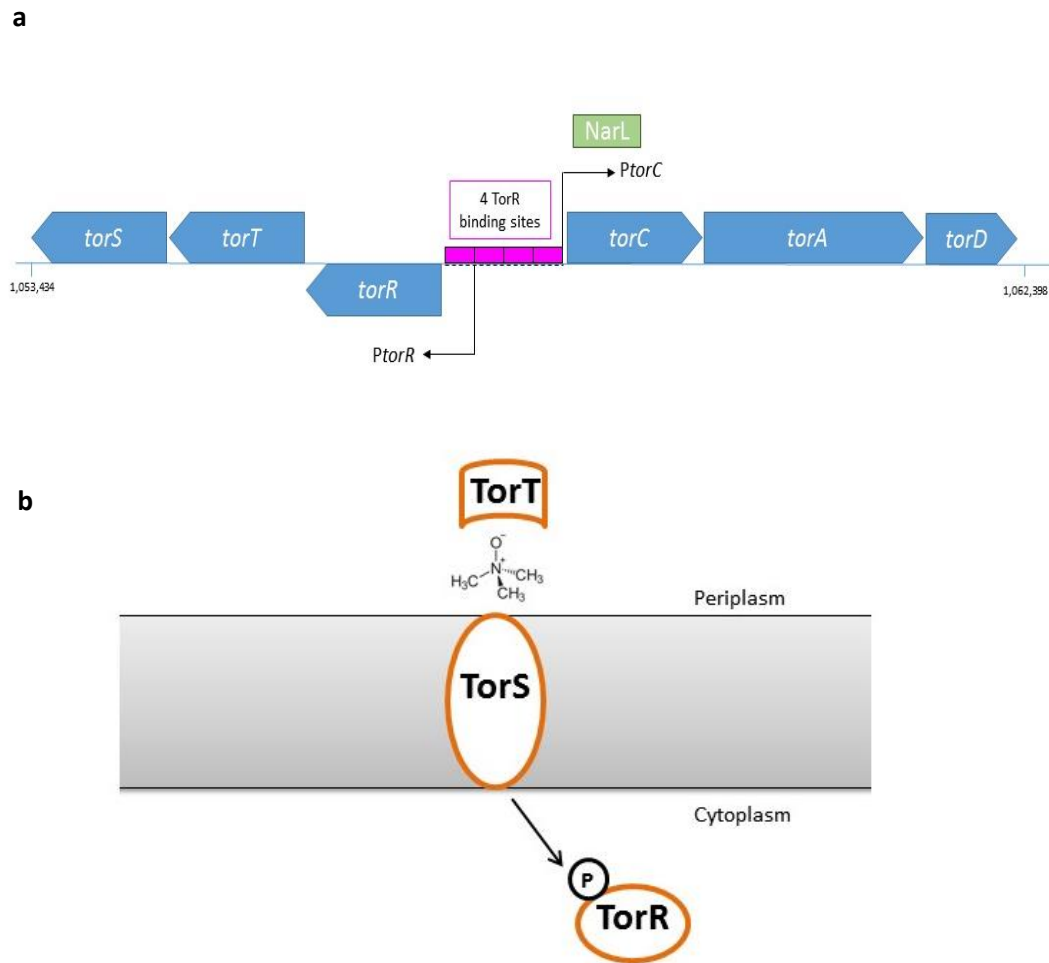 a
NarL
PtorC
4 TorR
binding sites
torS
torT
torC
torA
torD
1,053,434
torR
1,062,398
PtorR
b
TorT
O⁻
N⁺
H₃C
CH₃
CH₃
Periplasm
TorS
Cytoplasm
P
TorR